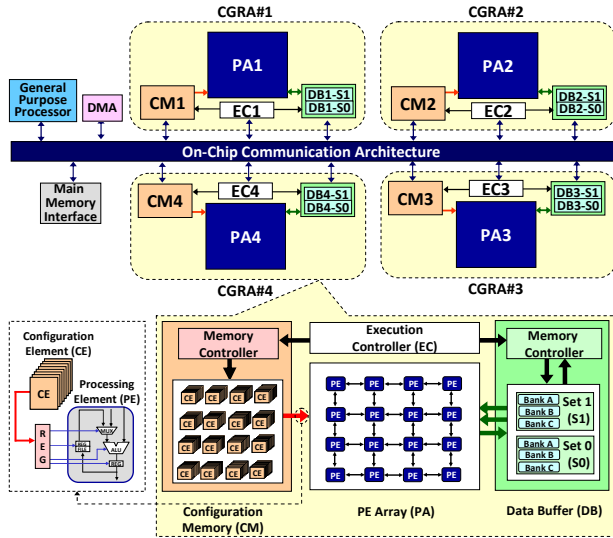 CGRA#1
CGRA#2
General
Purpose
Processor
DMA
PA1
CM1
EC1
DB1-S1
DB1-S0
PA2
CM2
EC2
DB2-S1
DB2-S0
On-Chip Communication Architecture
Main
Memory
Interface
CM4
EC4
DB4-S1
DB4-S0
PA4
CM3
EC3
DB3-S1
DB3-S0
PA3
CGRA#4
CGRA#3
Configuration
Element (CE)
CE
Processing
Element (PE)
R
E
G
MUX
REG
FILE
ALU
REG
Memory
Controller
Execution
Controller (EC)
Memory
Controller
CE CE CE CE
CE CE CE CE
CE CE CE CE
CE CE CE CE
PE PE PE PE
PE PE PE PE
PE PE PE PE
PE PE PE PE
Bank A
Bank B
Bank C
Set 1
(S1)
Bank A
Bank B
Bank C
Set 0
(S0)
Configuration
Memory (CM)
PE Array (PA)
Data Buffer (DB)